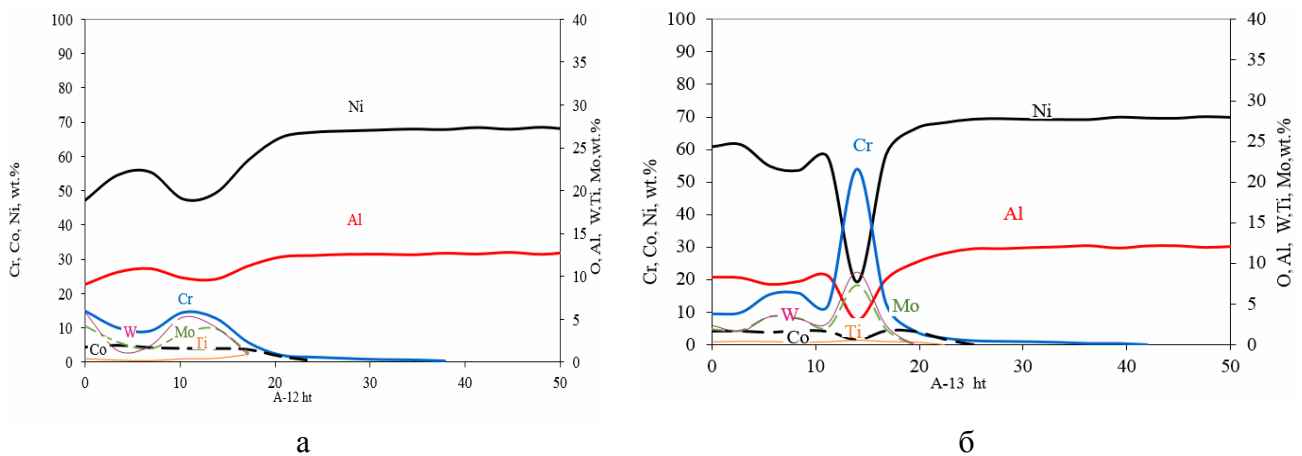 100 90 80 70 60 50 40 30 20 10 0
Cr, Co, Ni, wt.%
Ni
Al
Cr
W
Mo
Ti
Co
40 35 30 25 20 15 10 5 0
O, Al, W,Ti, Mo,wt.%
0 10 20 30 40 50
A-12 ht
а
100 90 80 70 60 50 40 30 20 10 0
Cr, Co, Ni, wt.%
Ni
Cr
Al
W
Mo
Ti
Co
40 35 30 25 20 15 10 5 0
O, Al, W,Ti, Mo,wt.%
0 10 20 30 40 50
A-13 ht
б